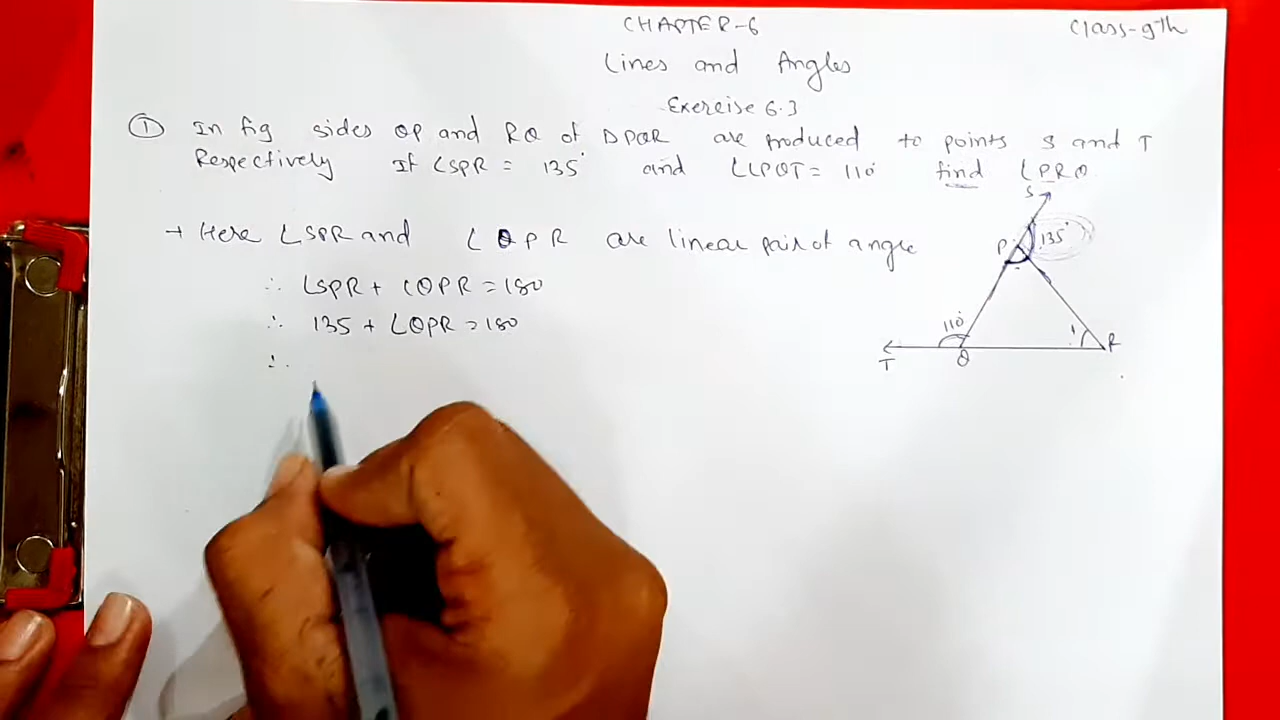 CHAPTER-6
Class-9th
Lines and Angles
Exercise 6.3
① In fig sides QP and RQ of ΔPQR are produced to points S and T
Respectively If ∠SPR = 135° and ∠PQT = 110° find ∠PRQ
→ Here ∠SPR and ∠QPR are linear pair of angle
∴ ∠SPR + ∠QPR = 180
∴ 135 + ∠QPR = 180
∴
S
P
135°
110°
T
Q
R